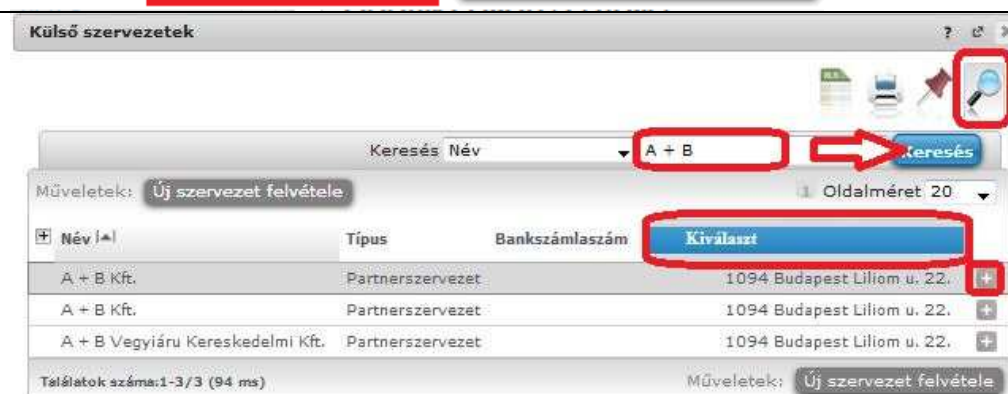 Külső szervezetek ?
Keresés Név A + B Keresés
Műveletek: Új szervezet felvétele 1 Oldalméret 20
Név Típus Bankszámlaszám Kiválaszt
A + B Kft. Partnerszervezet 1094 Budapest Liliom u. 22.
A + B Kft. Partnerszervezet 1094 Budapest Liliom u. 22.
A + B Vegyiáru Kereskedelmi Kft. Partnerszervezet 1094 Budapest Liliom u. 22.
Találatok száma:1-3/3 (94 ms) Műveletek: Új szervezet felvétele